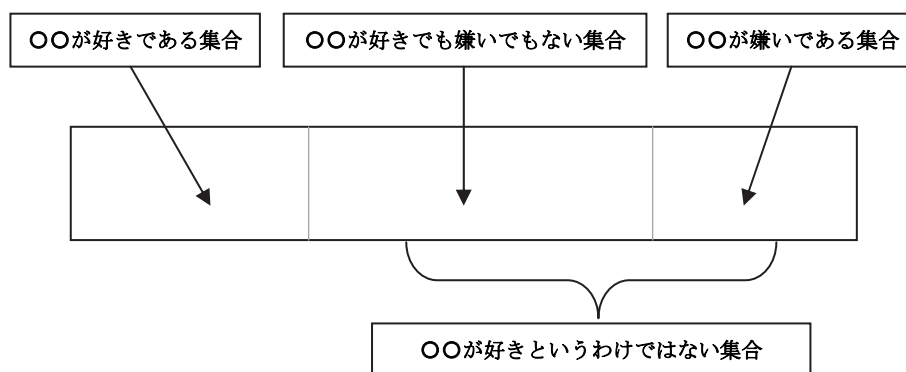 〇〇が好きである集合
〇〇が好きでも嫌いでもない集合
〇〇が嫌いである集合
〇〇が好きというわけではない集合